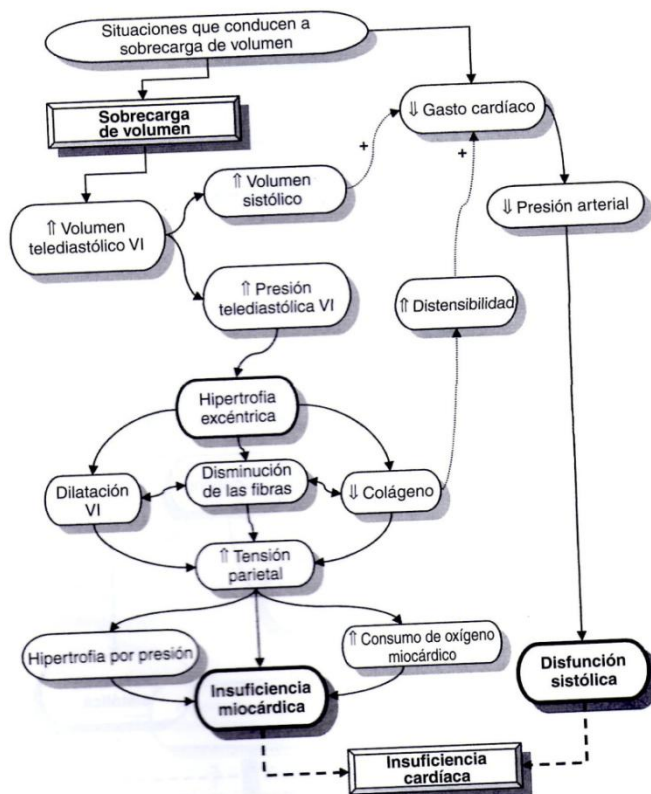 Situaciones que conducen a
sobrecarga de volumen
Sobrecarga
de volumen
⇓ Gasto cardíaco
+
+
⇑ Volumen
sistólico
⇑ Volumen
telediastólico VI
⇓ Presión arterial
⇑ Presión
telediastólica VI
⇑ Distensibilidad
Hipertrofia
excéntrica
Dilatación
VI
Disminución
de las fibras
⇓ Colágeno
⇑ Tensión
parietal
Hipertrofia por presión
⇑ Consumo de oxígeno
miocárdico
Insuficiencia
miocárdica
Disfunción
sistólica
Insuficiencia
cardíaca